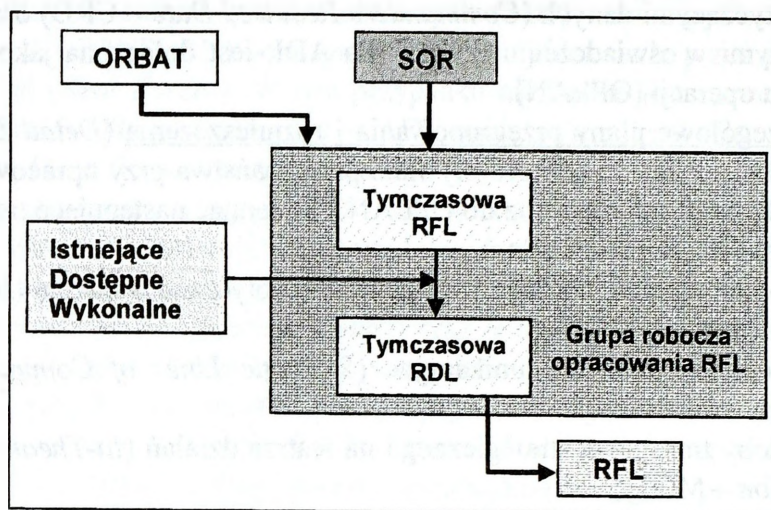 ORBAT
SOR
Tymczasowa
RFL
Istniejące
Dostępne
Wykonalne
Tymczasowa
RDL
Grupa robocza
opracowania RFL
RFL